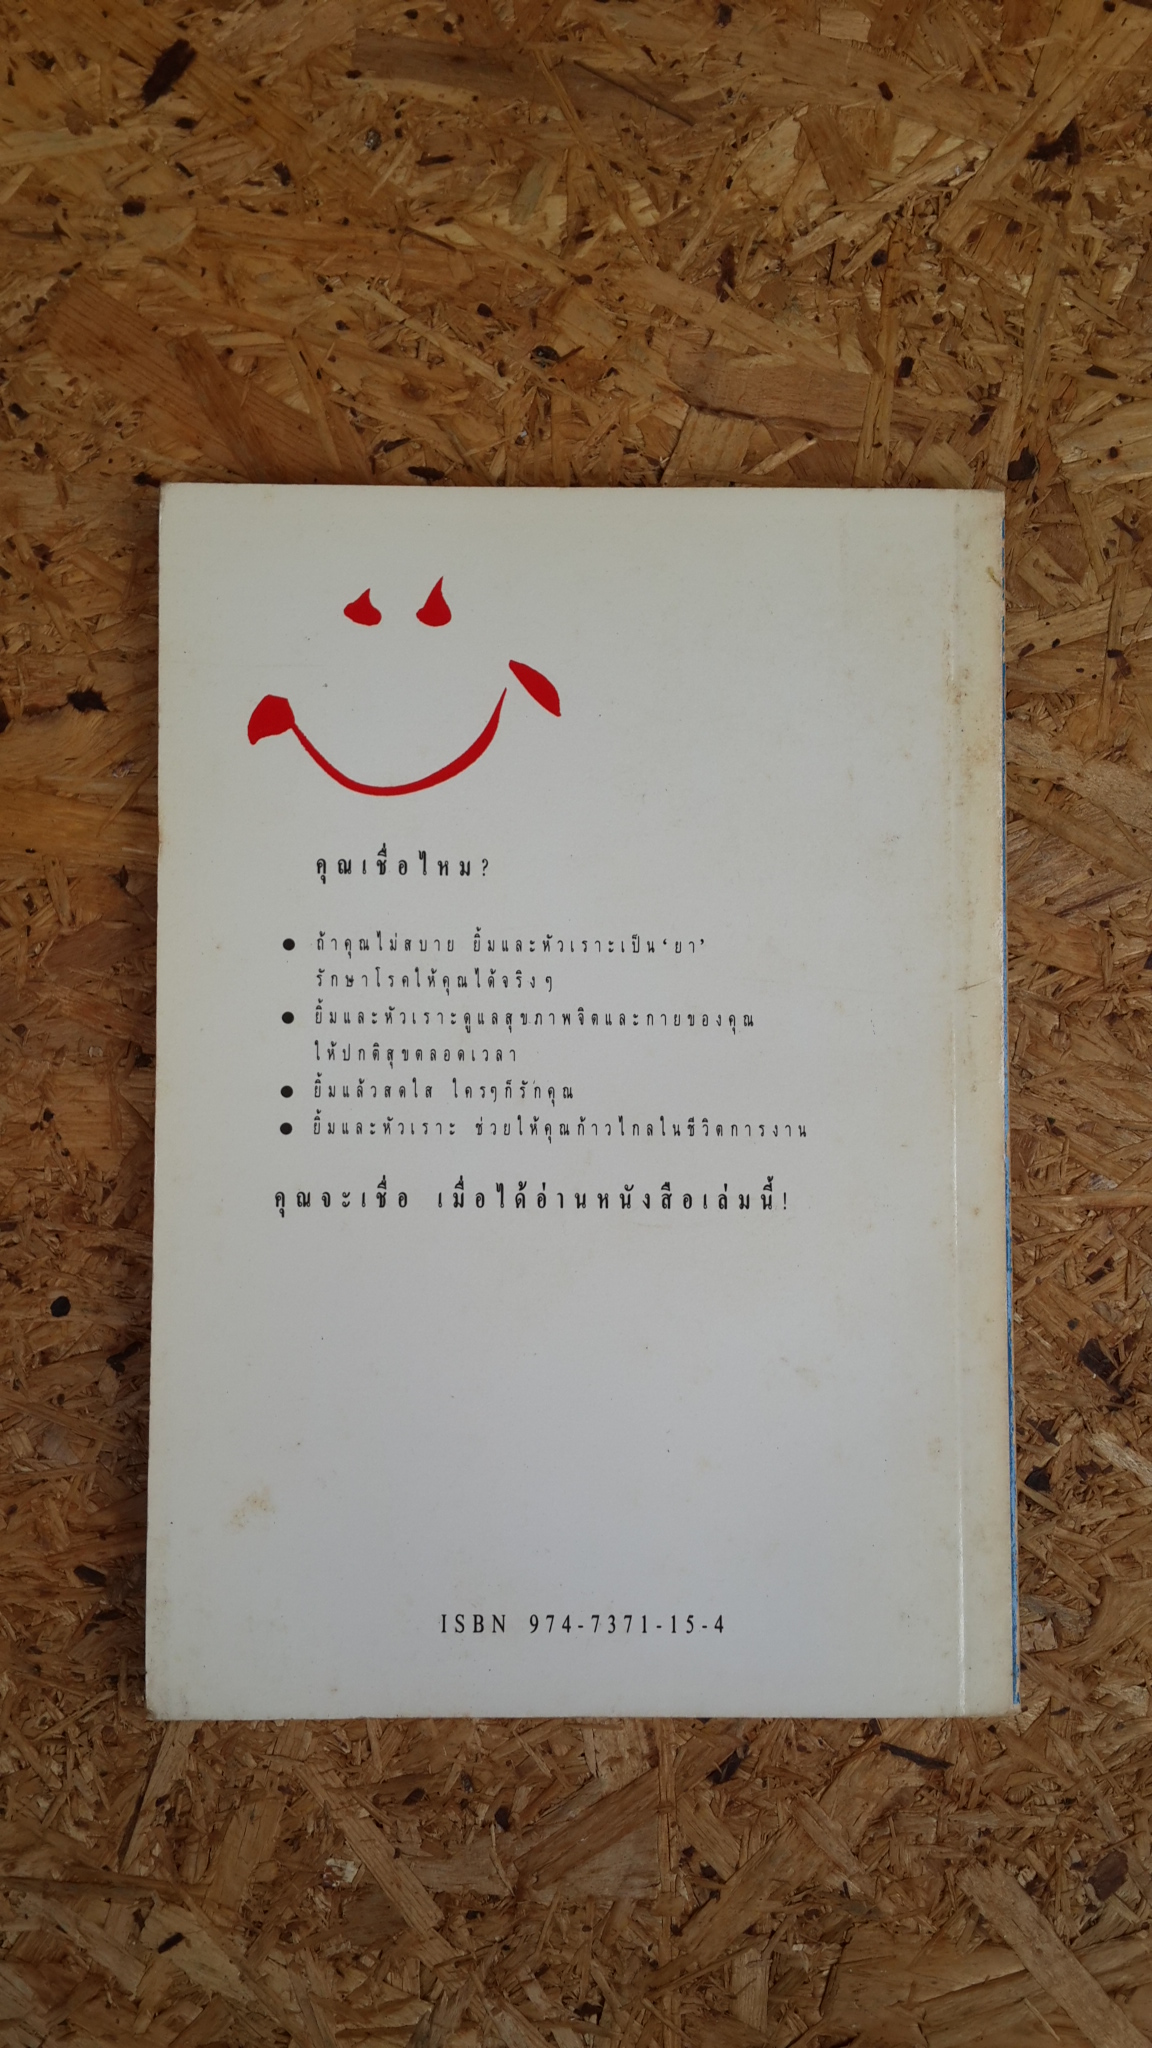 คุณเชื่อไหม?
● ถ้าคุณไม่สบาย ยิ้มและหัวเราะเป็น‘ยา’
รักษาโรคให้คุณได้จริงๆ
● ยิ้มและหัวเราะดูแลสุขภาพจิตและกายของคุณ
ให้ปกติสุขตลอดเวลา
● ยิ้มแล้วสดใส ใครๆก็รักคุณ
● ยิ้มและหัวเราะ ช่วยให้คุณก้าวไกลในชีวิตการงาน
คุณจะเชื่อ เมื่อได้อ่านหนังสือเล่มนี้!
ISBN 974-7371-15-4